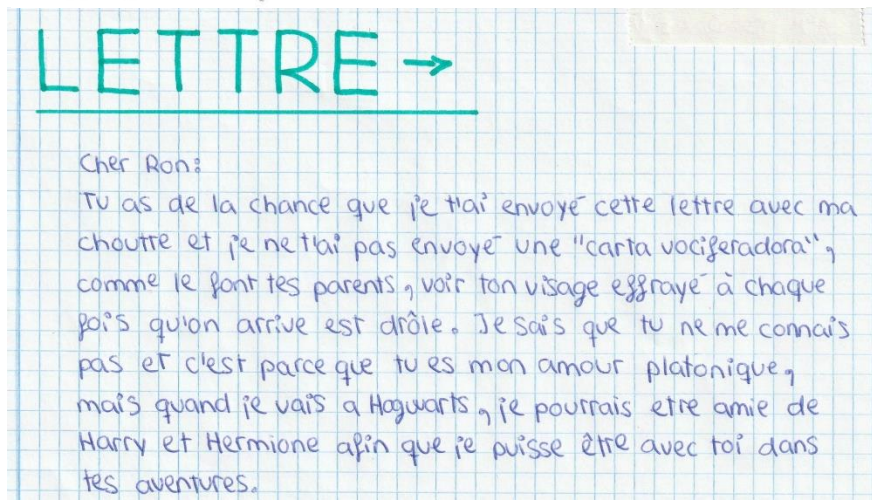 LETTRE →
Cher Ron:
Tu as de la chance que je t'ai envoyé cette lettre avec ma
choutte et je ne t'ai pas envoyé une "carta vociferadora",
comme le font tes parents, voir ton visage effrayé à chaque
fois qu'on arrive est drôle. Je sais que tu ne me connais
pas et c'est parce que tu es mon amour platonique,
mais quand je vais a Hogwarts, je pourrais etre amie de
Harry et Hermione afin que je puisse être avec toi dans
tes aventures.